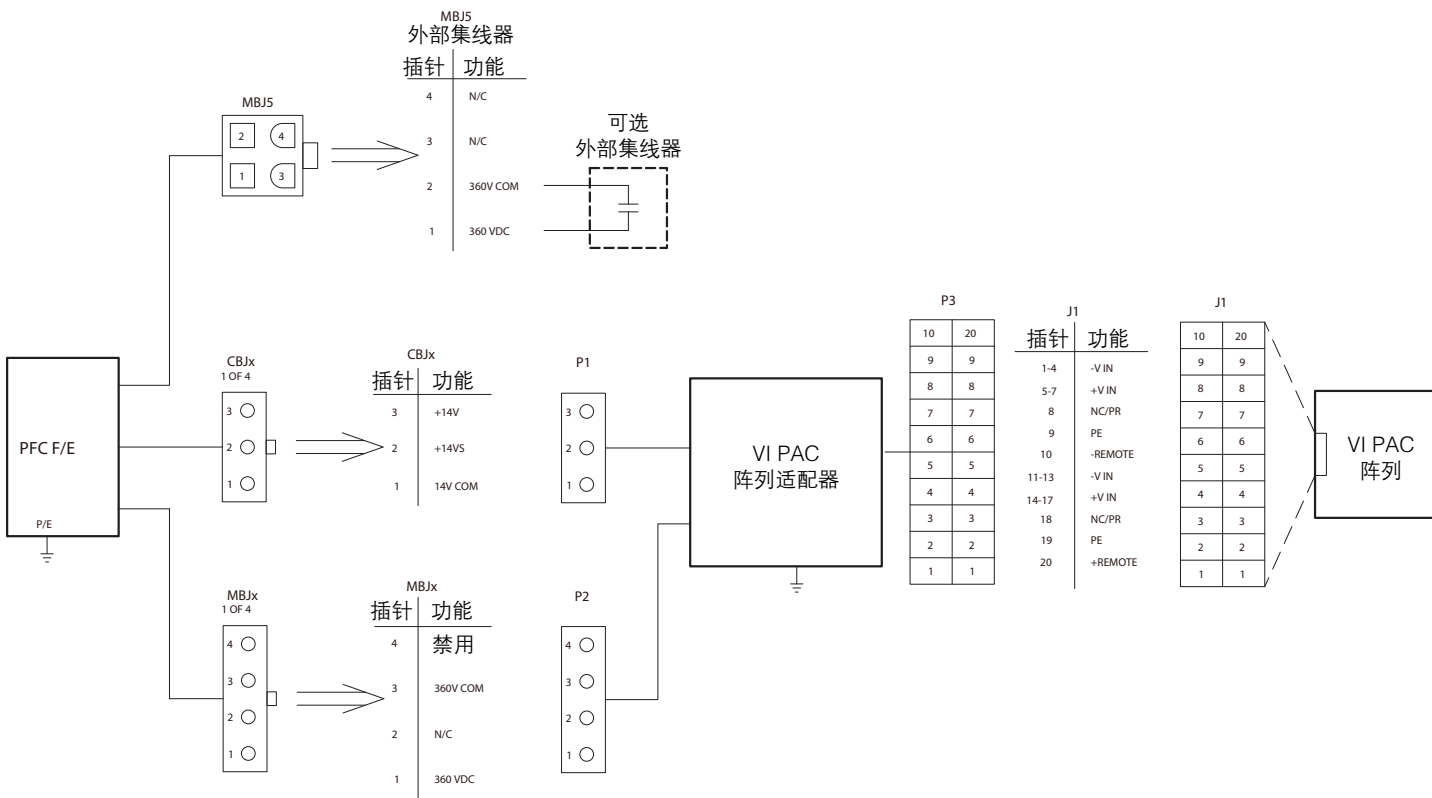 MBJ5
外部集线器
插针 功能
4 N/C
3 N/C
2 360V COM
1 360 VDC
MBJ5
2 4
1 3
可选
外部集线器
PFC F/E
P/E
CBJx
1 OF 4
3
2
1
CBJx
插针 功能
3 +14V
2 +14VS
1 14V COM
P1
3
2
1
MBJx
1 OF 4
4
3
2
1
MBJx
插针 功能
4 禁用
3 360V COM
2 N/C
1 360 VDC
P2
4
3
2
1
VI PAC
阵列适配器
P3
10 20
9 9
8 8
7 7
6 6
5 5
4 4
3 3
2 2
1 1
J1
插针 功能
1-4 -V IN
5-7 +V IN
8 NC/PR
9 PE
10 -REMOTE
11-13 -V IN
14-17 +V IN
18 NC/PR
19 PE
20 +REMOTE
J1
10 20
9 9
8 8
7 7
6 6
5 5
4 4
3 3
2 2
1 1
VI PAC
阵列